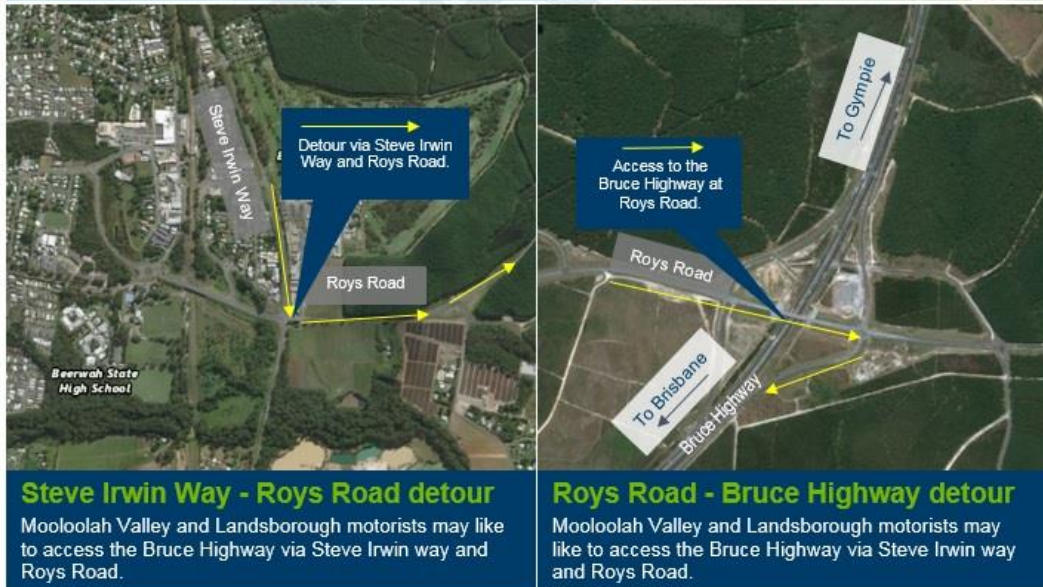 Steve Irwin Way
Detour via Steve Irwin
Way and Roys Road.
Roys Road
Beerwah State
High School
Steve Irwin Way - Roys Road detour
Mooloolah Valley and Landsborough motorists may like
to access the Bruce Highway via Steve Irwin way and
Roys Road.
To Gympie
Access to the
Bruce Highway at
Roys Road.
Roys Road
To Brisbane
Bruce Highway
Roys Road - Bruce Highway detour
Mooloolah Valley and Landsborough motorists may
like to access the Bruce Highway via Steve Irwin way
and Roys Road.